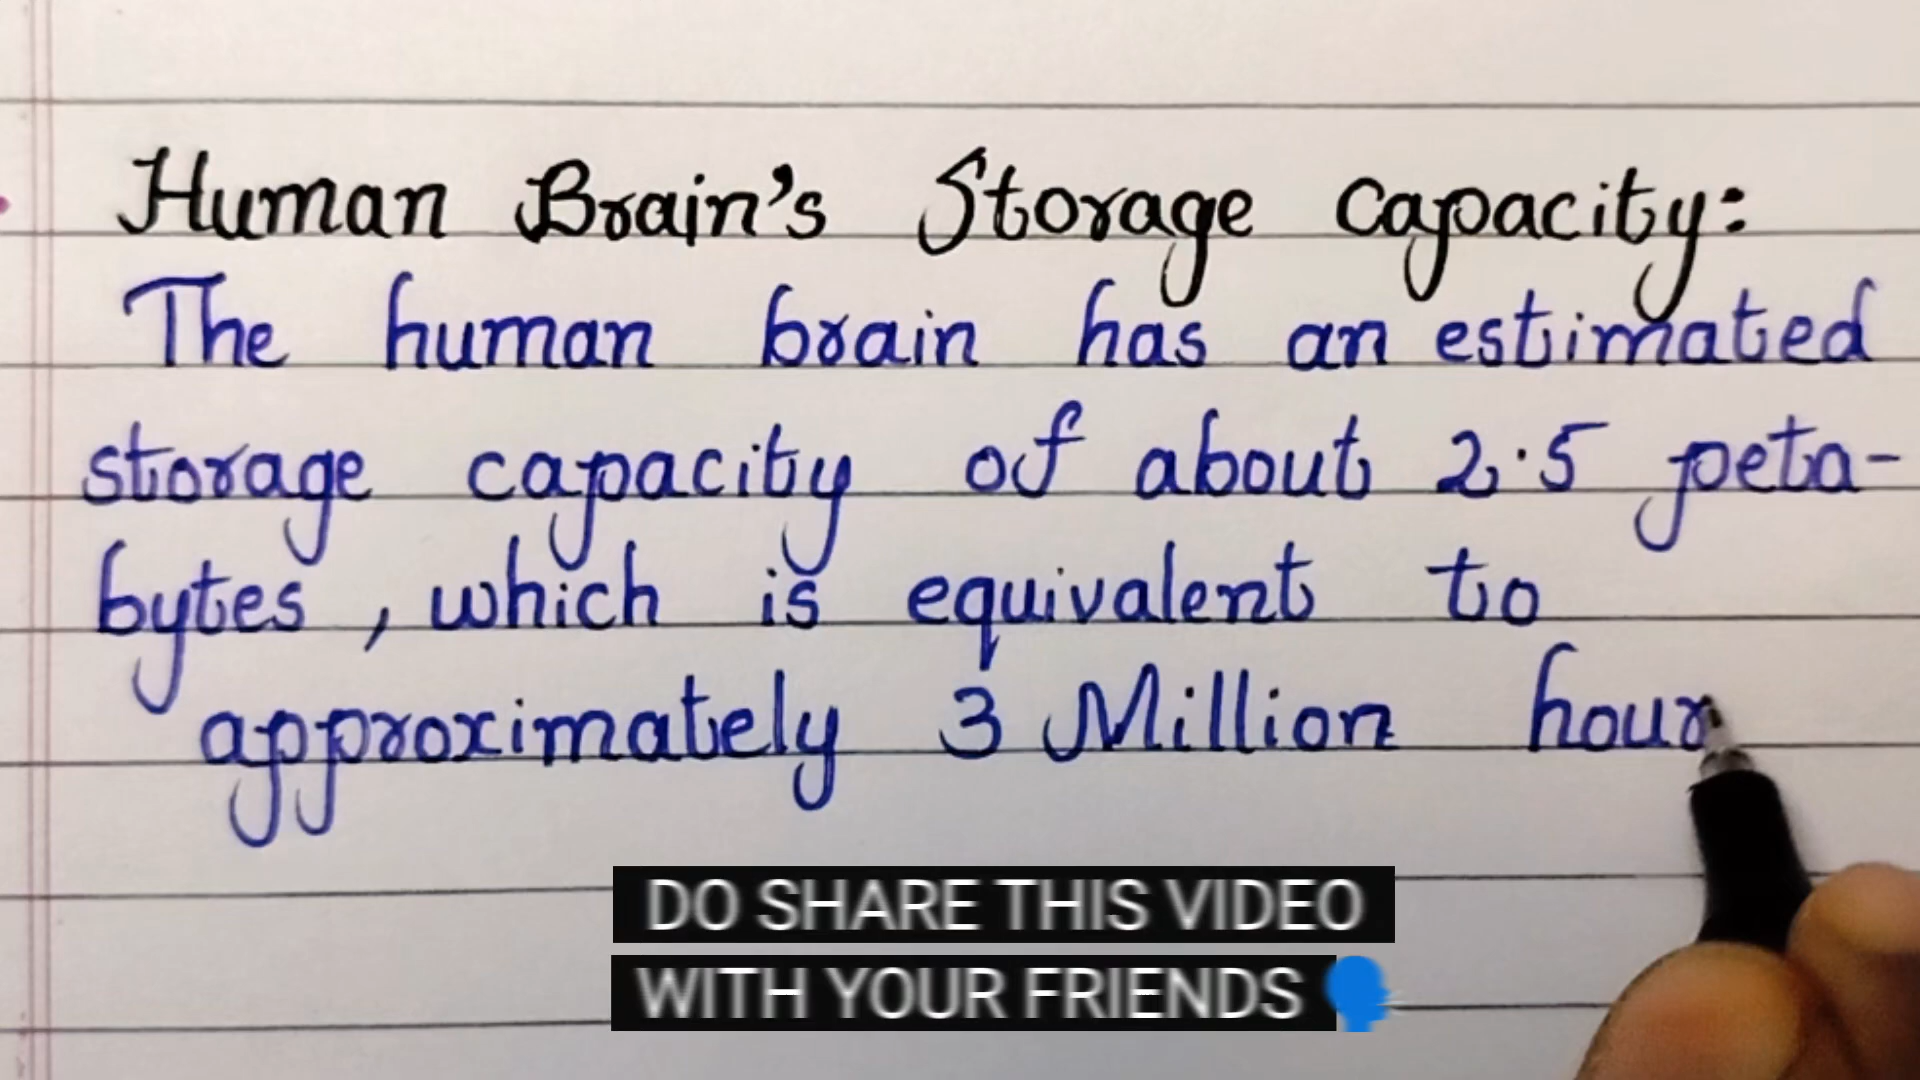 Human Brain's Storage Capacity:
The human brain has an estimated
storage capacity of about 2.5 peta-
bytes, which is equivalent to
approximately 3 Million hour
DO SHARE THIS VIDEO
WITH YOUR FRIENDS 🗣